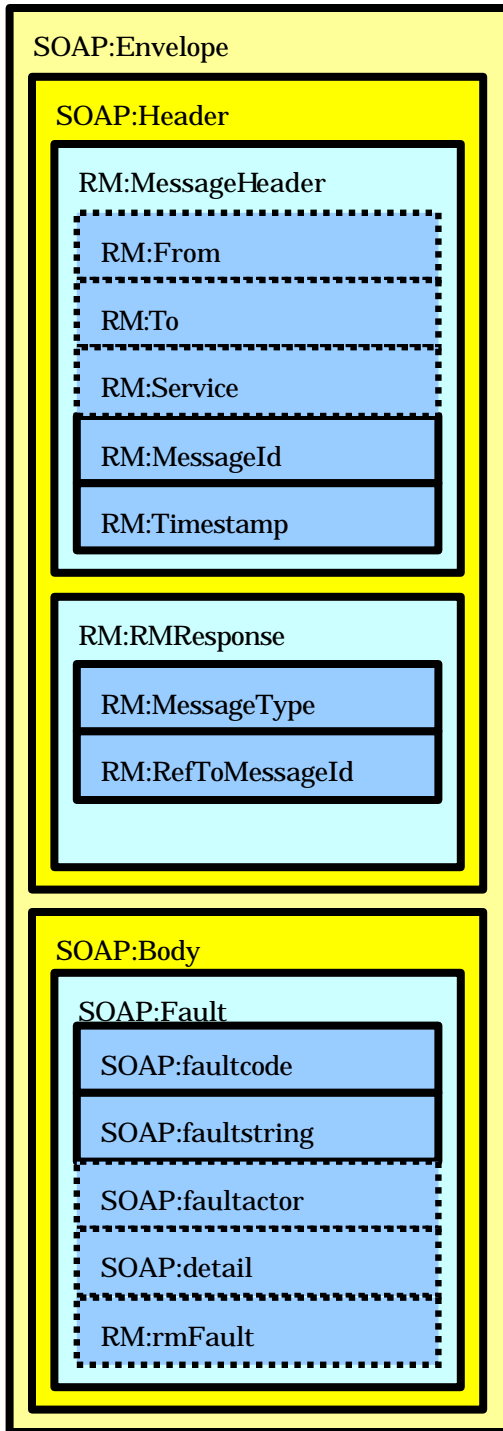 SOAP:Envelope
SOAP:Header
RM:MessageHeader
RM:From
RM:To
RM:Service
RM:MessageId
RM:Timestamp
RM:RMResponse
RM:MessageType
RM:RefToMessageId
SOAP:Body
SOAP:Fault
SOAP:faultcode
SOAP:faultstring
SOAP:faultactor
SOAP:detail
RM:rmFault